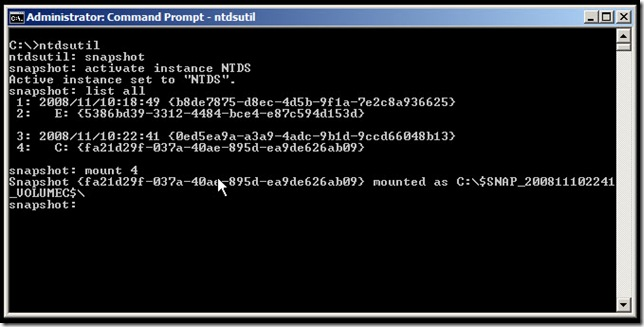 Administrator: Command Prompt - ntdsutil
C:\>ntdsutil
ntdsutil: snapshot
snapshot: activate instance NTDS
Active instance set to "NTDS".
snapshot: list all
1: 2008/11/10:18:49 {b8de7875-d8ec-4d5b-9f1a-7e2c8a936625}
2: E: {5386bd39-3312-4484-bce4-e87c594d153d}
3: 2008/11/10:22:41 {0ed5ea9a-a3a9-4adc-9b1d-9ccd66048b13}
4: C: {fa21d29f-037a-40ae-895d-ea9de626ab09}
snapshot: mount 4
Snapshot {fa21d29f-037a-40ae-895d-ea9de626ab09} mounted as C:\$SNAP_200811102241
_VOLUMEC$\
snapshot: